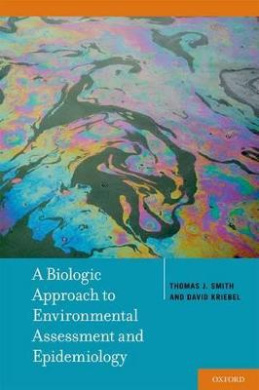 A Biologic
Approach to
Environmental
Assessment and
Epidemiology
THOMAS J. SMITH
AND DAVID KRIEBEL
OXFORD